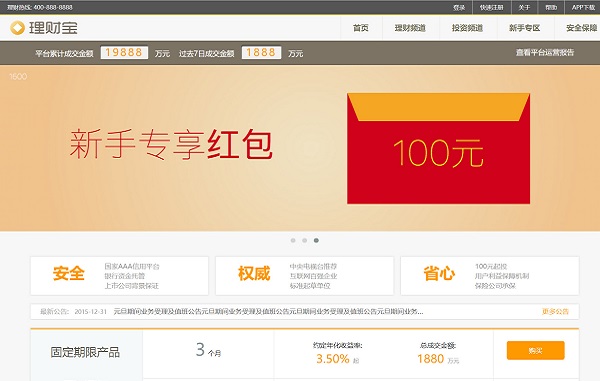 理财热线: 400-888-8888 登录 快速注册 关于 帮助 APP下载
理财宝 首页 理财频道 投资频道 新手专区 安全保障
平台累计成交金额 19888 万元 过去7日成交金额 1888 万元 查看平台运营报告
1600
新手专享红包
100元
安全
国家AAA信用平台
银行资金托管
上市公司背景保证
权威
中央电视台推荐
互联网百强企业
标准起草单位
省心
100元起投
用户利益保障机制
保险公司承保
最新公告: 2015-12-31 元旦期间业务受理及值班公告元旦期间业务受理及值班公告元旦期间业务受理及值班公告元旦期间业务... 更多公告
固定期限产品
3 个月
约定年化收益率:
3.50% 起
总成交金额:
1880 万元
购买